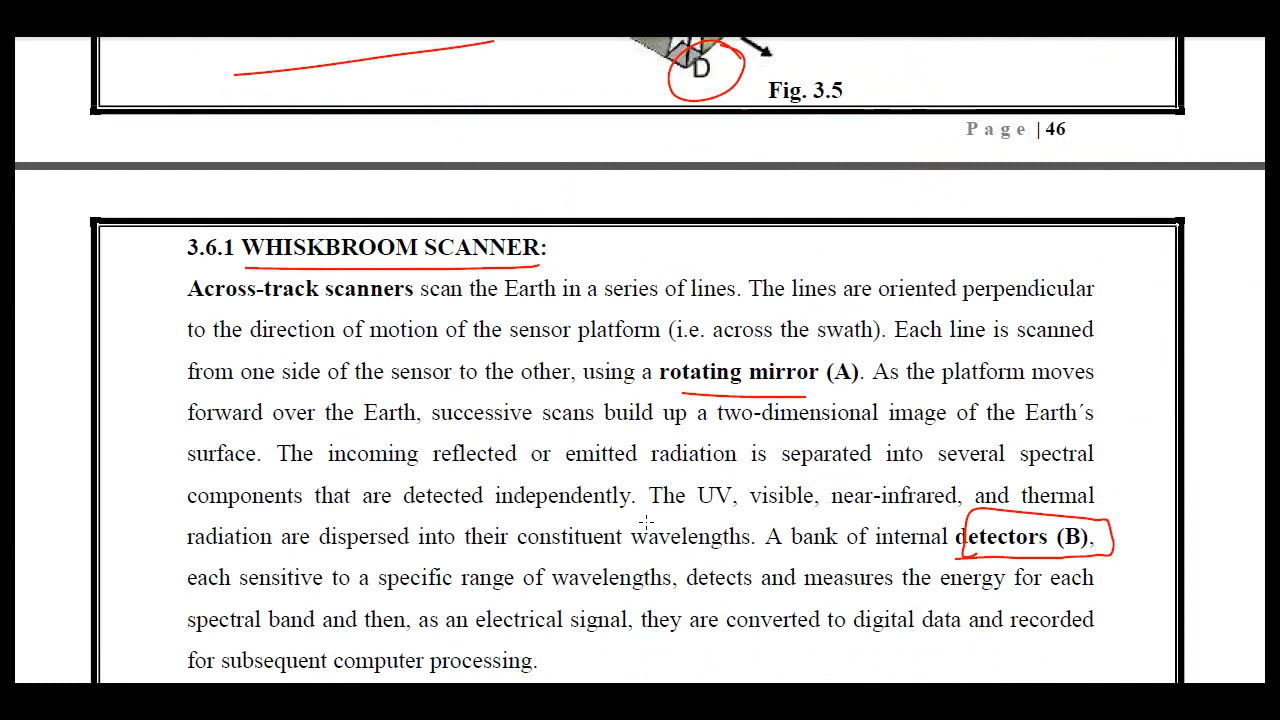 D
Fig. 3.5
Page | 46
3.6.1 WHISKBROOM SCANNER:
Across-track scanners scan the Earth in a series of lines. The lines are oriented perpendicular
to the direction of motion of the sensor platform (i.e. across the swath). Each line is scanned
from one side of the sensor to the other, using a rotating mirror (A). As the platform moves
forward over the Earth, successive scans build up a two-dimensional image of the Earth´s
surface. The incoming reflected or emitted radiation is separated into several spectral
components that are detected independently. The UV, visible, near-infrared, and thermal
radiation are dispersed into their constituent wavelengths. A bank of internal detectors (B),
each sensitive to a specific range of wavelengths, detects and measures the energy for each
spectral band and then, as an electrical signal, they are converted to digital data and recorded
for subsequent computer processing.